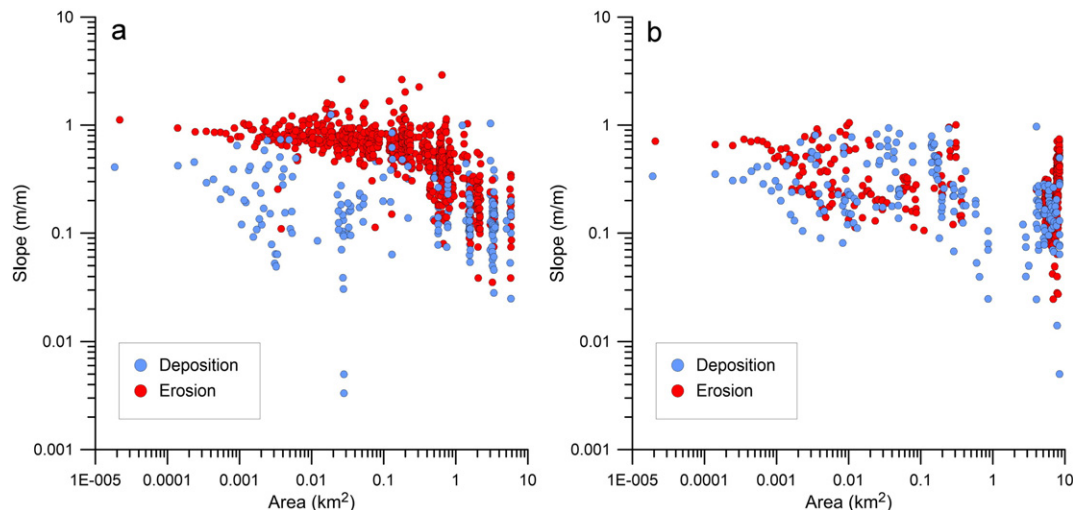 a
10
1
0.1
0.01
0.001
Slope (m/m)
Deposition
Erosion
1E-005 0.0001 0.001 0.01 0.1 1 10
Area (km²)
b
10
1
0.1
0.01
0.001
Slope (m/m)
Deposition
Erosion
1E-005 0.0001 0.001 0.01 0.1 1 10
Area (km²)